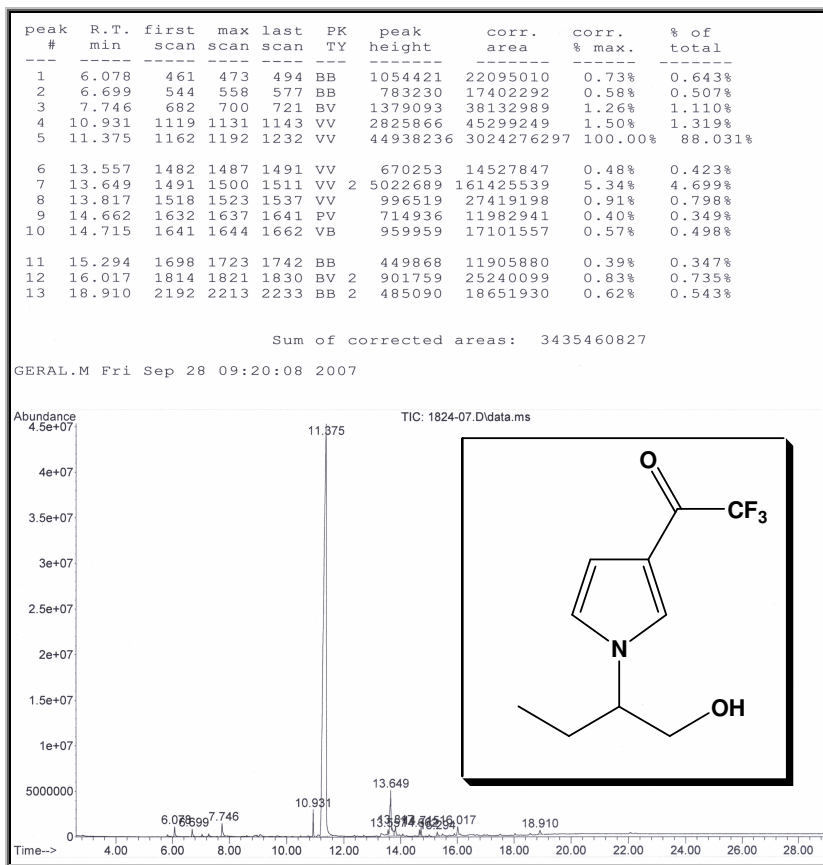 peak R.T. first max last PK peak corr. corr. % of
# min scan scan scan TY height area % max. total
--- ----- ----- ---- ---- --- ------- ------- ------ -------
1 6.078 461 473 494 BB 1054421 22095010 0.73% 0.643%
2 6.699 544 558 577 BB 783230 17402292 0.58% 0.507%
3 7.746 682 700 721 BV 1379093 38132989 1.26% 1.110%
4 10.931 1119 1131 1143 VV 2825866 45299249 1.50% 1.319%
5 11.375 1162 1192 1232 VV 44938236 3024276297 100.00% 88.031%
6 13.557 1482 1487 1491 VV 670253 14527847 0.48% 0.423%
7 13.649 1491 1500 1511 VV 2 5022689 161425539 5.34% 4.699%
8 13.817 1518 1523 1537 VV 996519 27419198 0.91% 0.798%
9 14.662 1632 1637 1641 PV 714936 11982941 0.40% 0.349%
10 14.715 1641 1644 1662 VB 959959 17101557 0.57% 0.498%
11 15.294 1698 1723 1742 BB 449868 11905880 0.39% 0.347%
12 16.017 1814 1821 1830 BV 2 901759 25240099 0.83% 0.735%
13 18.910 2192 2213 2233 BB 2 485090 18651930 0.62% 0.543%
Sum of corrected areas: 3435460827
GERAL.M Fri Sep 28 09:20:08 2007
Abundance
TIC: 1824-07.D\data.ms
4.5e+07
11.375
4e+07
3.5e+07
3e+07
2.5e+07
2e+07
1.5e+07
1e+07
5000000
0
6.078
6.699
7.746
10.931
13.649
16.017
18.910
O
CF3
N
OH
Time-->
4.00 6.00 8.00 10.00 12.00 14.00 16.00 18.00 20.00 22.00 24.00 26.00 28.00